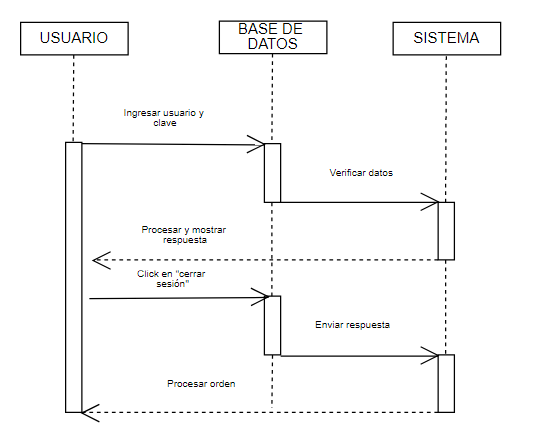 USUARIO
BASE DE
DATOS
SISTEMA
Ingresar usuario y
clave
Verificar datos
Procesar y mostrar
respuesta
Click en "cerrar
sesión"
Enviar respuesta
Procesar orden